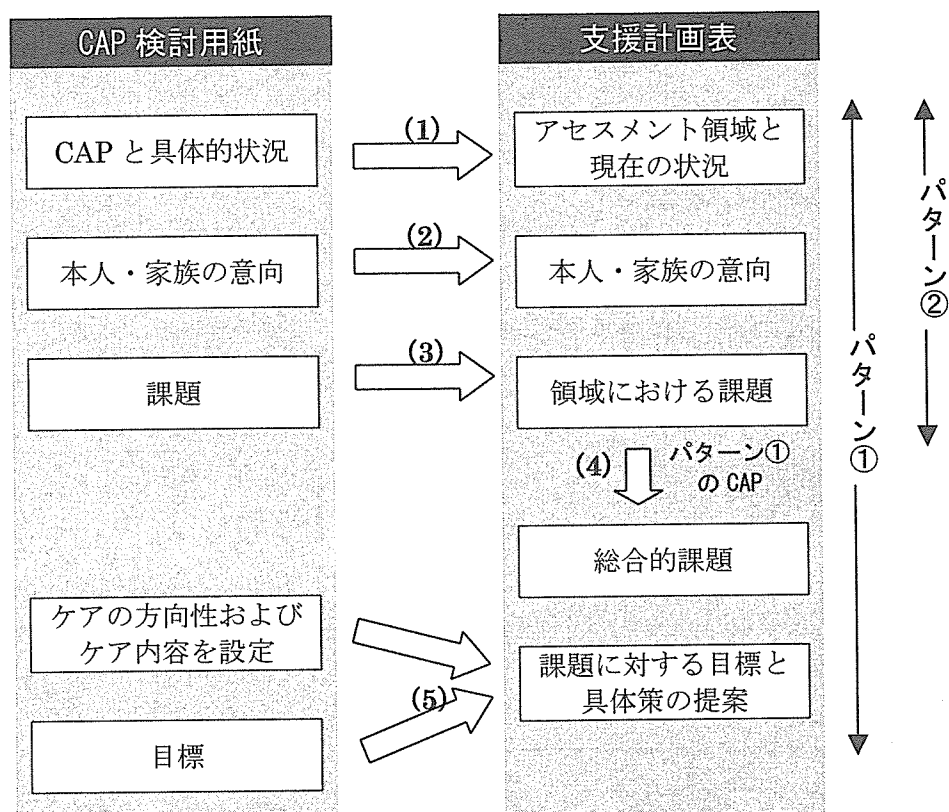 CAP 検討用紙
支援計画表
CAP と具体的状況
(1)
アセスメント領域と
現在の状況
本人・家族の意向
(2)
本人・家族の意向
課題
(3)
領域における課題
(4)
パターン①
の CAP
総合的課題
ケアの方向性および
ケア内容を設定
(5)
課題に対する目標と
具体策の提案
目標
パターン①
パターン②